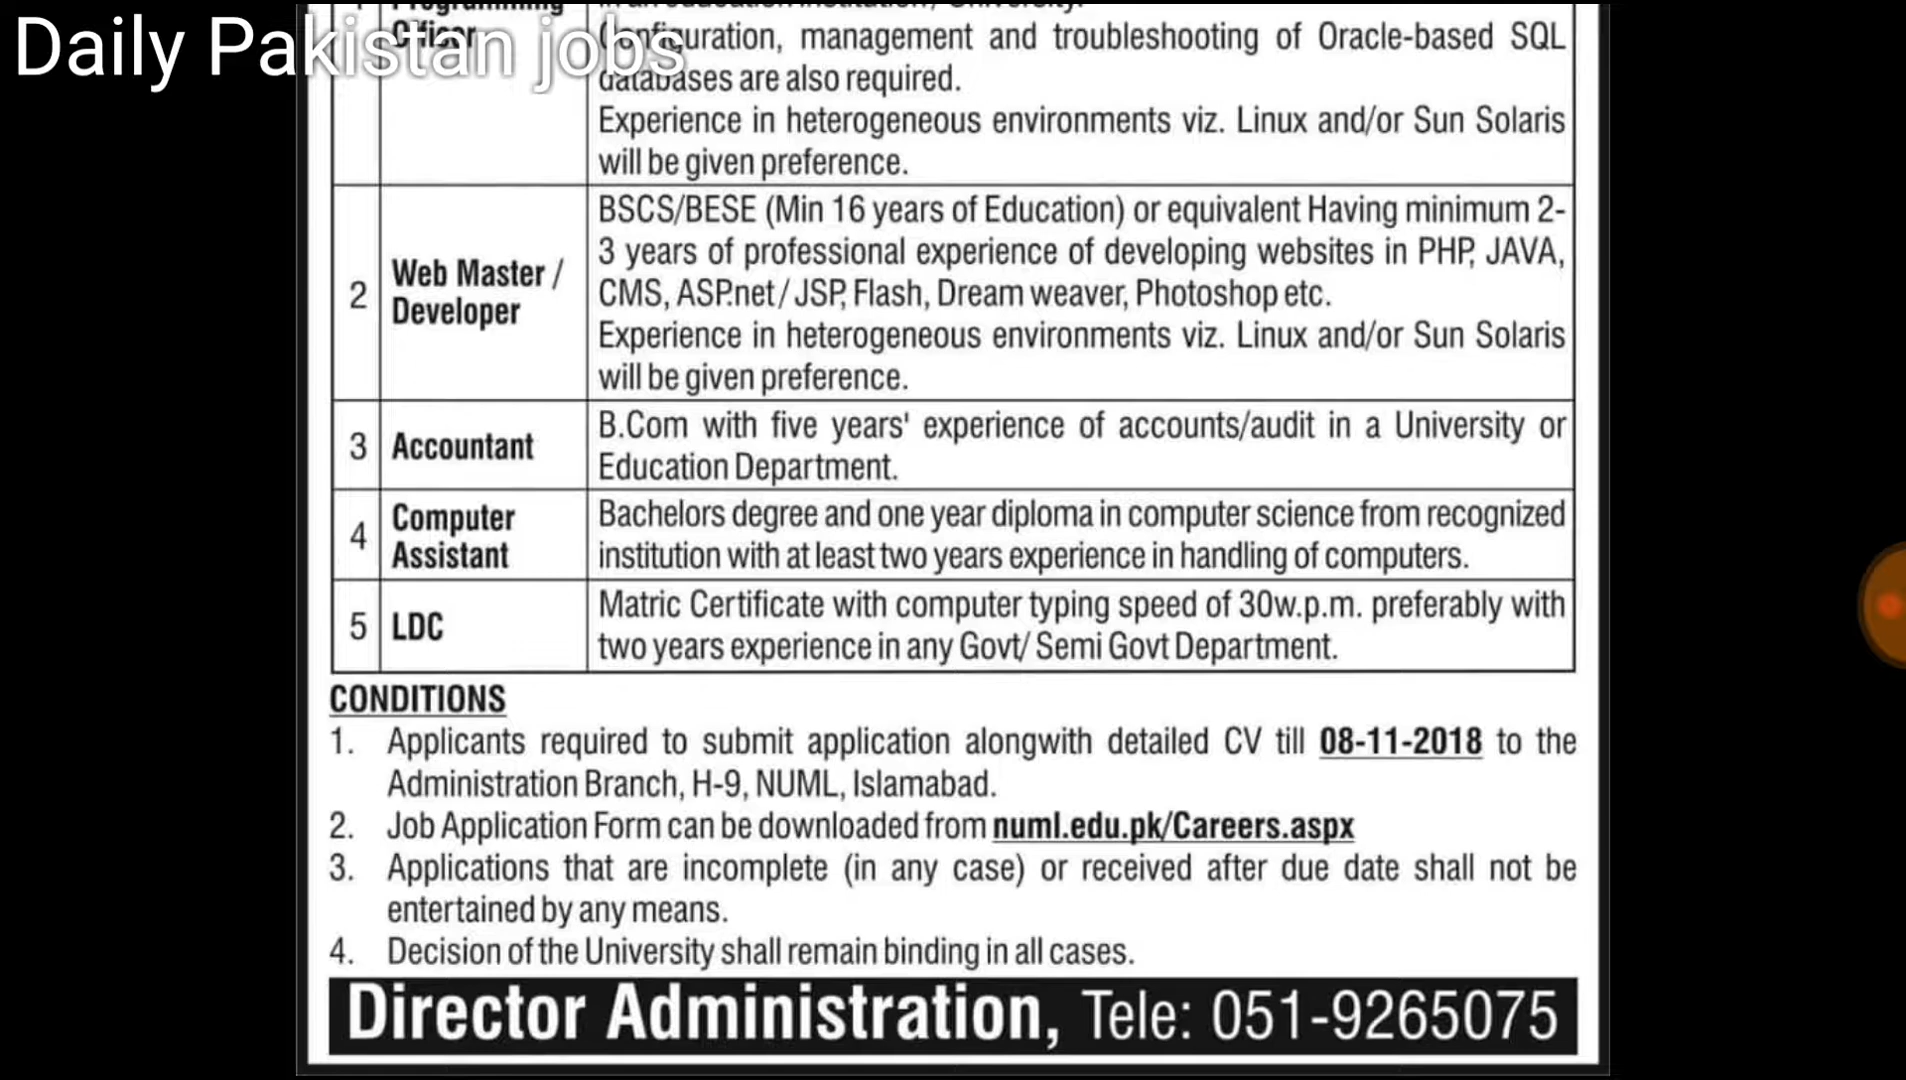 Daily Pakistan jobs
Programming
Officer
Configuration, management and troubleshooting of Oracle-based SQL
databases are also required.
Experience in heterogeneous environments viz. Linux and/or Sun Solaris
will be given preference.
2
Web Master /
Developer
BSCS/BESE (Min 16 years of Education) or equivalent Having minimum 2-
3 years of professional experience of developing websites in PHP, JAVA,
CMS, ASP.net / JSP, Flash, Dream weaver, Photoshop etc.
Experience in heterogeneous environments viz. Linux and/or Sun Solaris
will be given preference.
3
Accountant
B.Com with five years' experience of accounts/audit in a University or
Education Department.
4
Computer
Assistant
Bachelors degree and one year diploma in computer science from recognized
institution with at least two years experience in handling of computers.
5
LDC
Matric Certificate with computer typing speed of 30w.p.m. preferably with
two years experience in any Govt/ Semi Govt Department.
CONDITIONS
1. Applicants required to submit application alongwith detailed CV till 08-11-2018 to the
Administration Branch, H-9, NUML, Islamabad.
2. Job Application Form can be downloaded from numl.edu.pk/Careers.aspx
3. Applications that are incomplete (in any case) or received after due date shall not be
entertained by any means.
4. Decision of the University shall remain binding in all cases.
Director Administration, Tele: 051-9265075